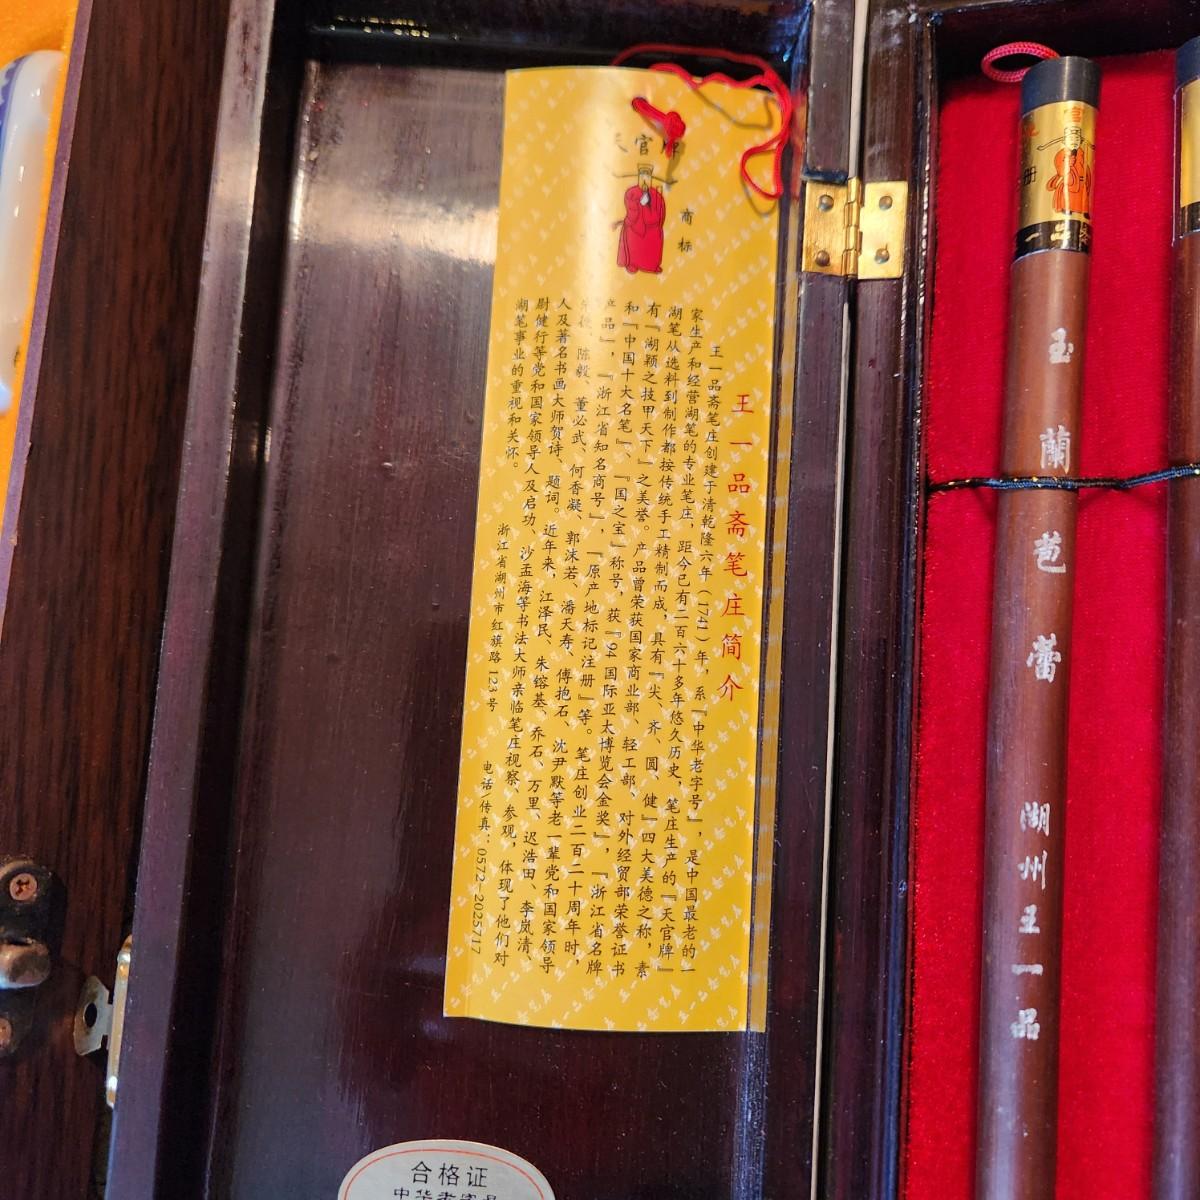 天官牌
商标
王一品斋笔庄简介
王一品斋笔庄创建于清乾隆六年（1741）年，系『中华老字号』，是中国最老的一
家生产和经营湖笔的专业笔庄，距今已有二百六十多年悠久历史，笔庄生产的『天官牌』
湖笔从选料到制作都按传统手工精制而成，具有『尖、齐、圆、健』四大美德之称，素
有『湖颖之技甲天下』之美誉。产品曾荣获国家商业部、轻工部、对外经贸部荣誉证书
和『中国十大名笔』、『国之宝』称号，获『94国际亚太博览会金奖』，『浙江省名牌
产品』，『浙江省知名商号』，『原产地标记注册』等。笔庄创业二百二十周年时，
陈毅、董必武、何香凝、郭沫若、潘天寿、傅抱石、沈尹默等老一辈党和国家领导
人及著名书画大师贺诗、题词。近年来，江泽民、朱镕基、乔石、万里、迟浩田、李岚清、
尉健行等党和国家领导人及启功、沙孟海等书法大师亲临笔庄视察、参观，体现了他们对
湖笔事业的重视和关怀。
浙江省湖州市红旗路123号
电话/传真：0572-2025717
玉蘭苞蕾 湖州王一品
官
册
一品斋
合格证
中华老字号